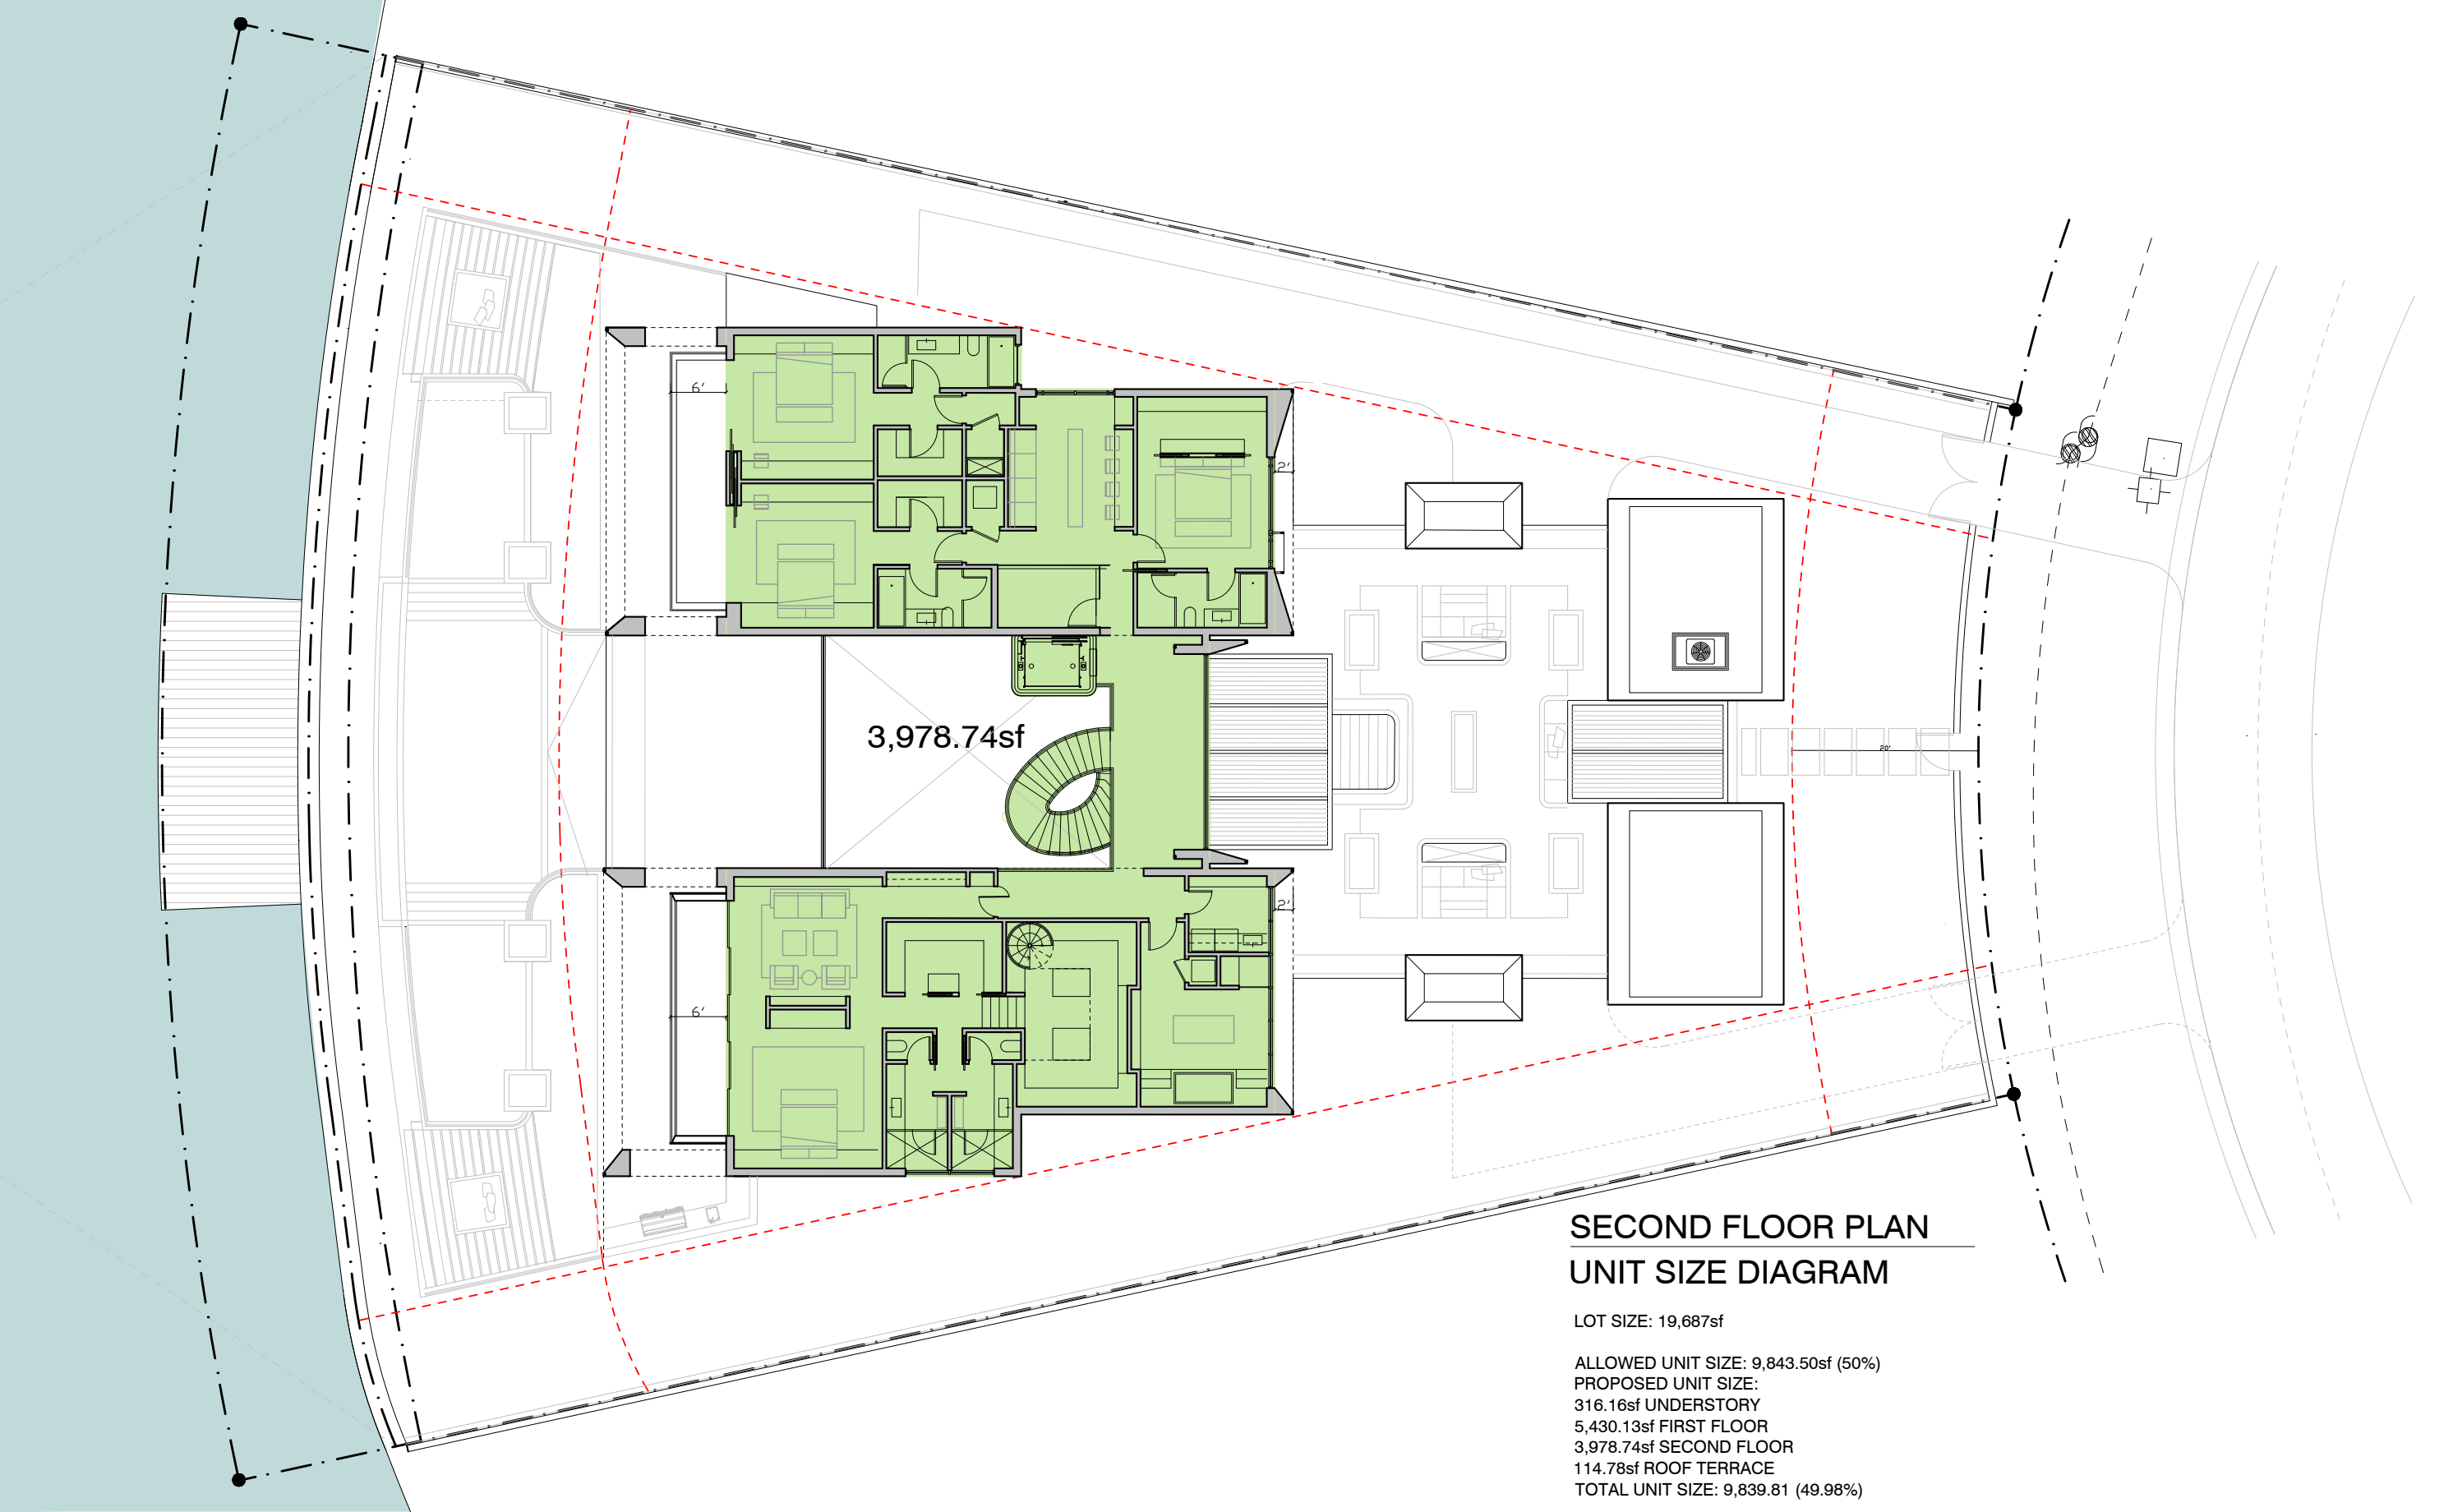 6'
2'
3,978.74sf
20'
2'
6'
SECOND FLOOR PLAN
UNIT SIZE DIAGRAM
LOT SIZE: 19,687sf
ALLOWED UNIT SIZE: 9,843.50sf (50%)
PROPOSED UNIT SIZE:
316.16sf UNDERSTORY
5,430.13sf FIRST FLOOR
3,978.74sf SECOND FLOOR
114.78sf ROOF TERRACE
TOTAL UNIT SIZE: 9,839.81 (49.98%)